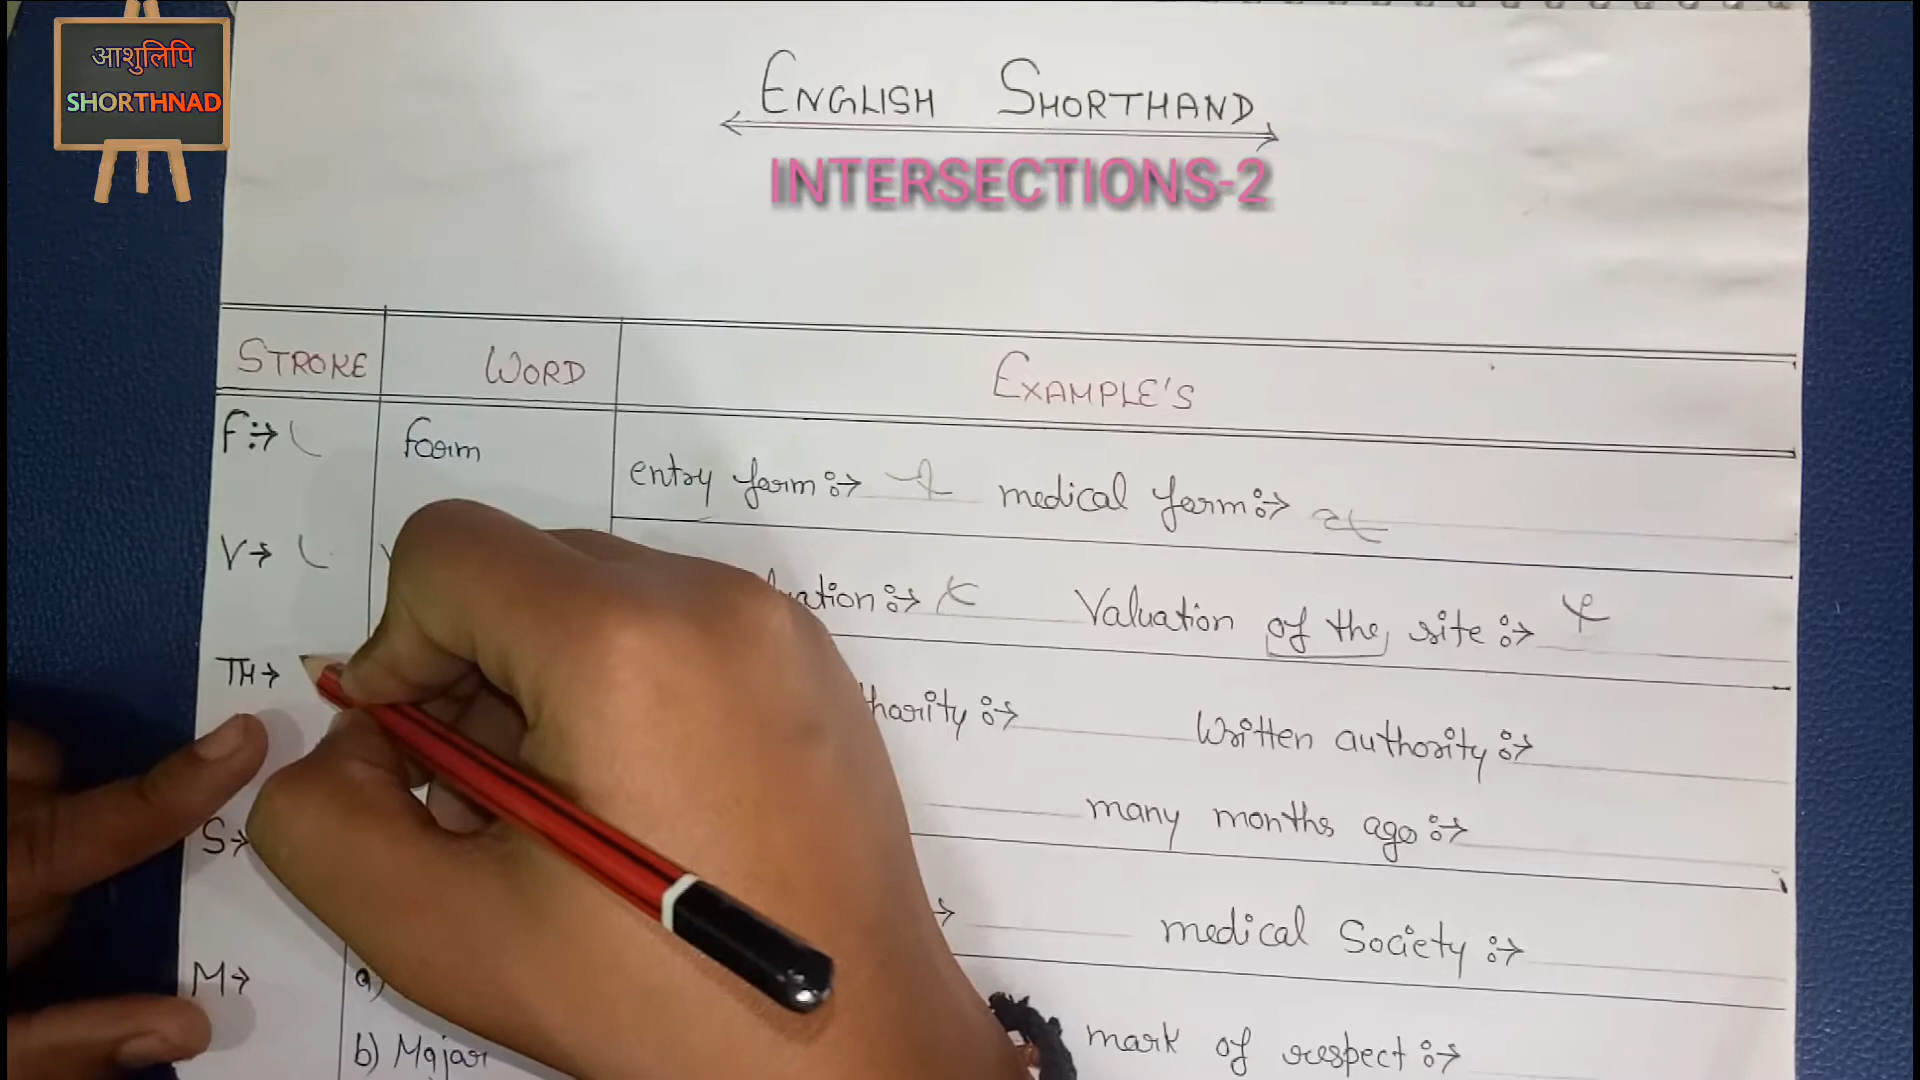 आशुलिपि
SHORTHNAD
ENGLISH SHORTHAND
INTERSECTIONS-2
STROKE WORD EXAMPLE'S
F:→ Form entry form:→ medical form:→
V→ Valuation of the site:→
TH→ Written authority:→
many months ago:→
S→ medical Society:→
M→ a)
b) Major mark of respect:→